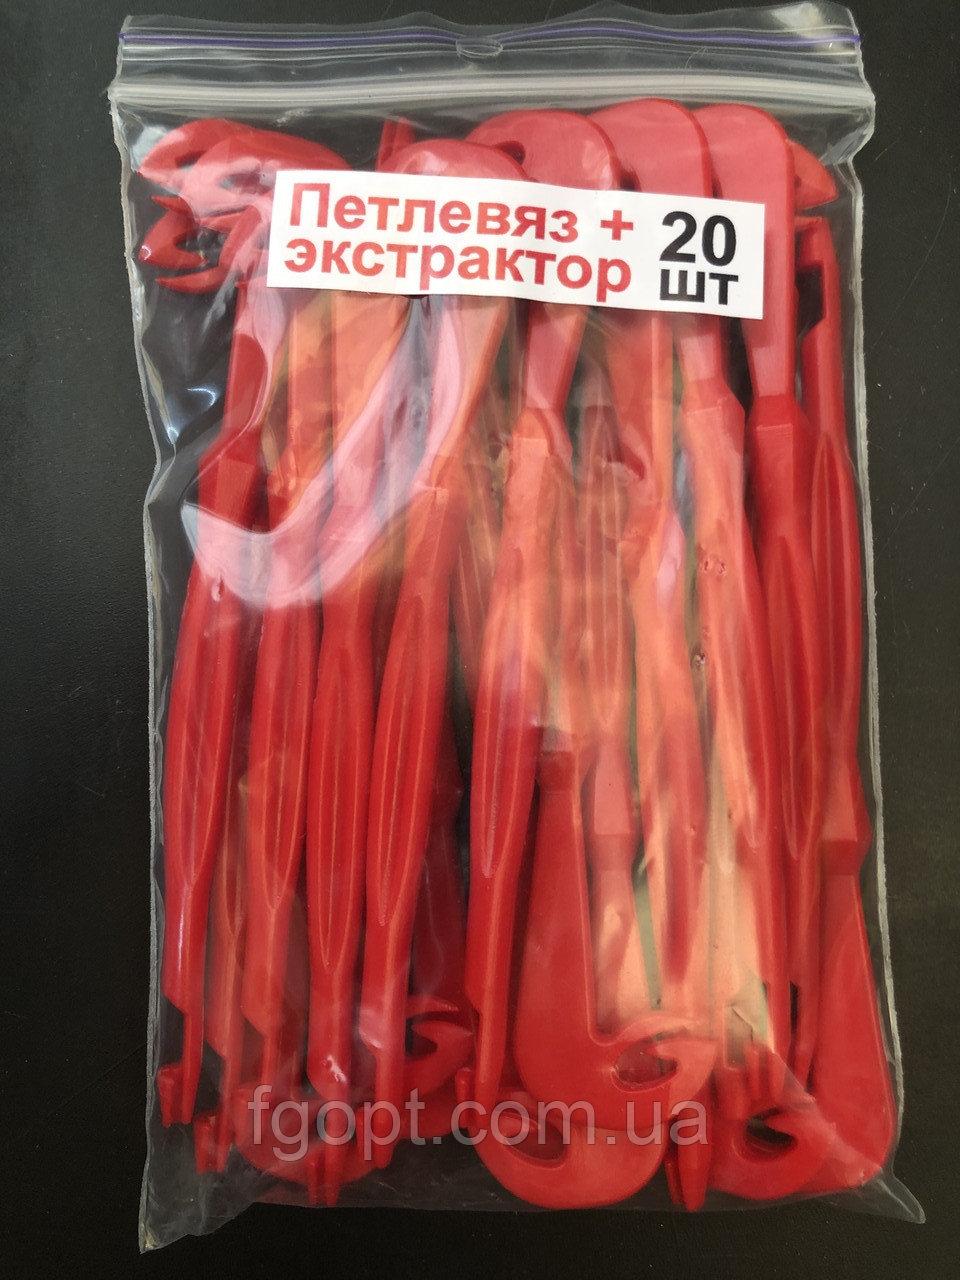 Петлевяз +
экстрактор
20
шт
fgopt.com.ua